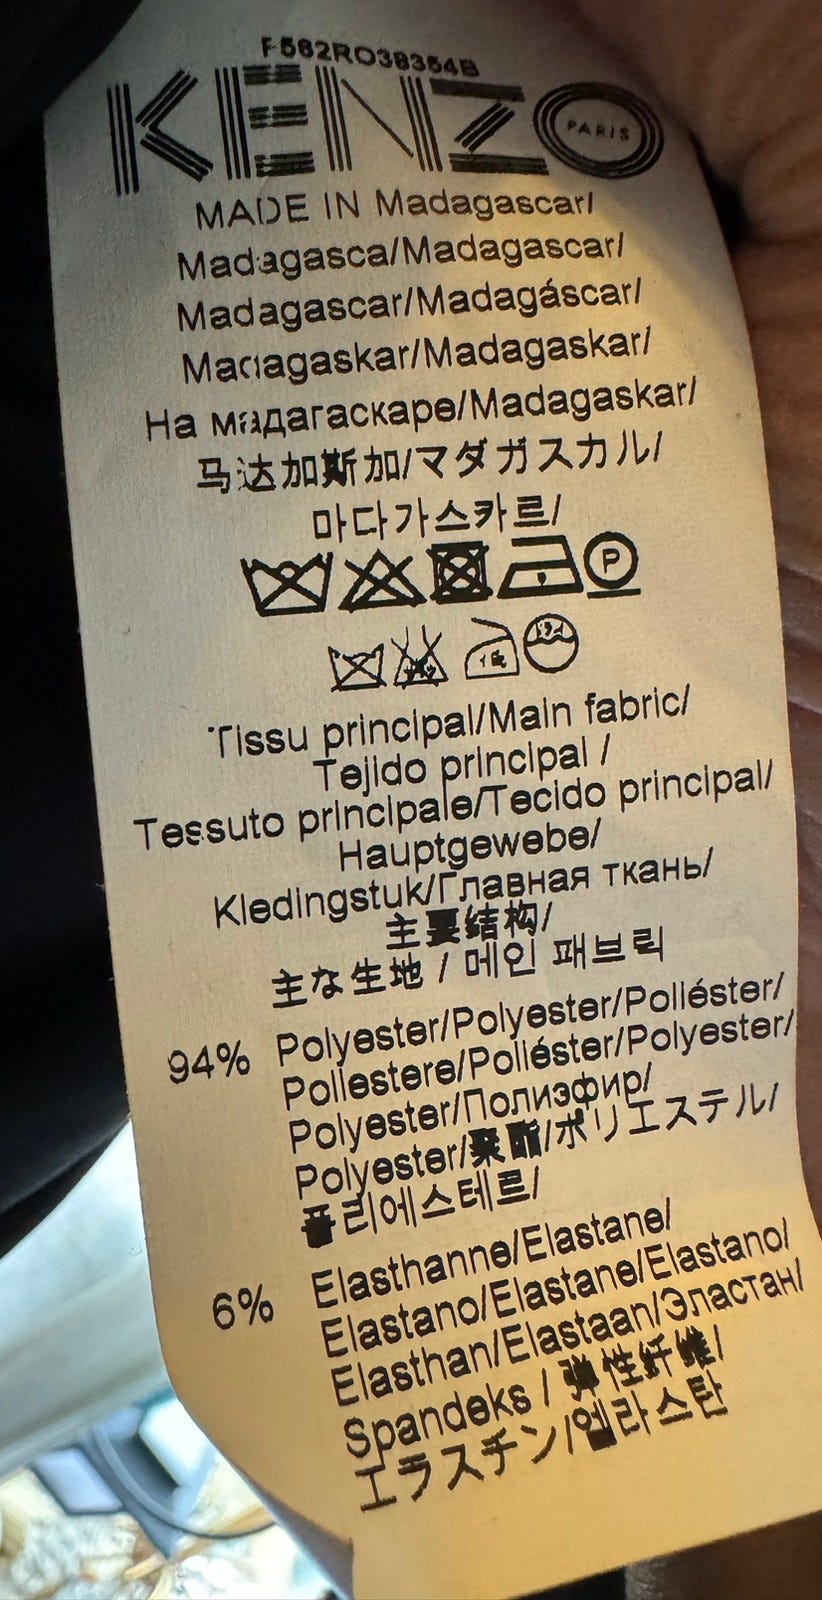 F582RO38354B
KENZO
PARIS
MADE IN Madagascar/
Madagasca/Madagascar/
Madagascar/Madagáscar/
Madagaskar/Madagaskar/
На мадагаскаре/Madagaskar/
马达加斯加/マダガスカル/
마다가스카르/
P
Tissu principal/Main fabric/
Tejido principal /
Tessuto principale/Tecido principal/
Hauptgewebe/
Kledingstuk/Главная ткань/
主要结构/
主な生地 / 메인 패브릭
94% Polyester/Polyester/Poliéster/
Poliestere/Poliéster/Polyester/
Polyester/Полиэфир/
Polyester/聚酯/ポリエステル/
폴리에스테르/
6% Elasthanne/Elastane/
Elastano/Elastane/Elastano/
Elasthan/Elastaan/Эластан/
Spandeks / 弹性纤维/
エラスチン/엘라스탄